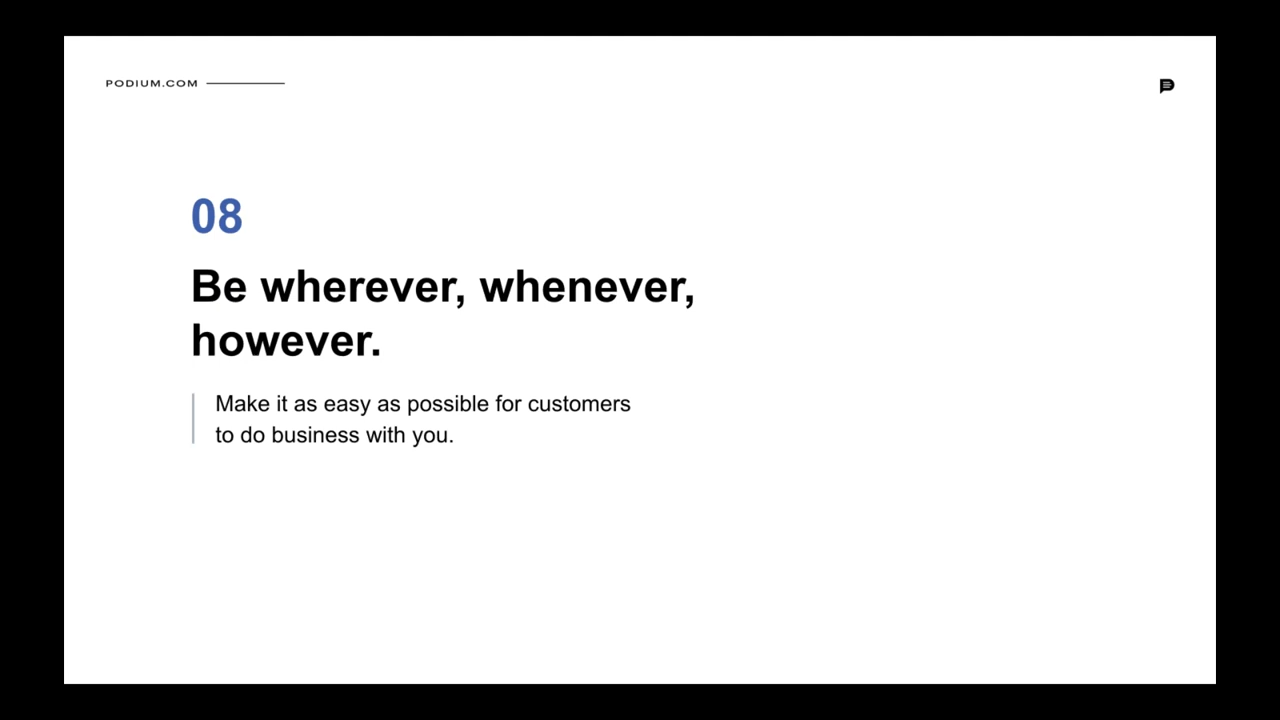 PODIUM.COM
08
Be wherever, whenever,
however.
Make it as easy as possible for customers
to do business with you.